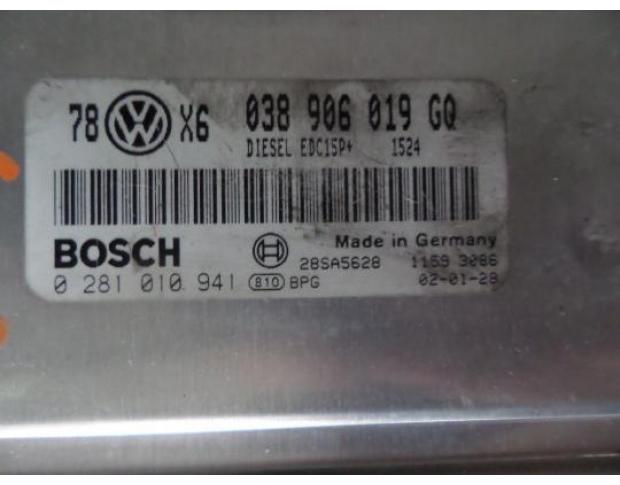 78 VW X6 038 906 019 GQ
DIESEL EDC15P+ 1524
BOSCH Made in Germany
28SA5628 1159 3086
0 281 010 941 810 BPG 02-01-28